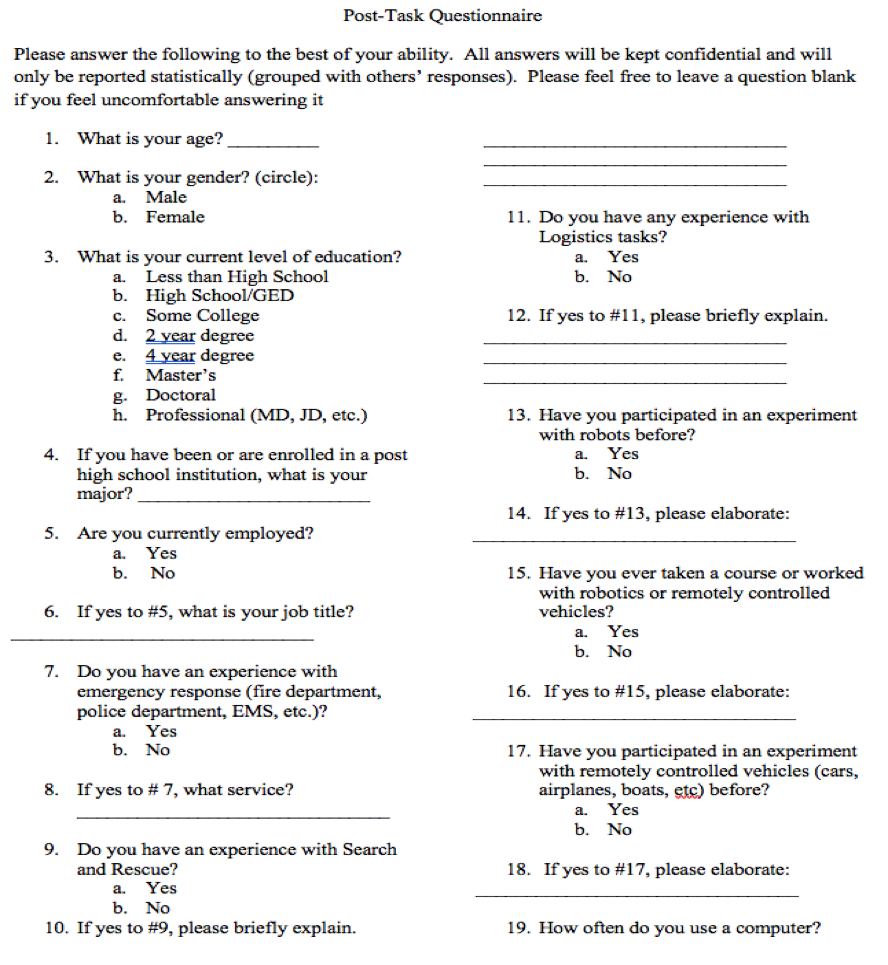 Post-Task Questionnaire
Please answer the following to the best of your ability.  All answers will be kept confidential and will
only be reported statistically (grouped with others’ responses).  Please feel free to leave a question blank
if you feel uncomfortable answering it
1. What is your age? __________
2. What is your gender? (circle):
a. Male
b. Female
3. What is your current level of education?
a. Less than High School
b. High School/GED
c. Some College
d. 2 year degree
e. 4 year degree
f. Master’s
g. Doctoral
h. Professional (MD, JD, etc.)
4. If you have been or are enrolled in a post
high school institution, what is your
major? __________________________
5. Are you currently employed?
a. Yes
b. No
6. If yes to #5, what is your job title?
__________________________________
7. Do you have an experience with
emergency response (fire department,
police department, EMS, etc.)?
a. Yes
b. No
8. If yes to # 7, what service?
___________________________________
9. Do you have an experience with Search
and Rescue?
a. Yes
b. No
10. If yes to #9, please briefly explain.
__________________________________
__________________________________
__________________________________
11. Do you have any experience with
Logistics tasks?
a. Yes
b. No
12. If yes to #11, please briefly explain.
__________________________________
__________________________________
__________________________________
13. Have you participated in an experiment
with robots before?
a. Yes
b. No
14. If yes to #13, please elaborate:
____________________________________
15. Have you ever taken a course or worked
with robotics or remotely controlled
vehicles?
a. Yes
b. No
16. If yes to #15, please elaborate:
____________________________________
17. Have you participated in an experiment
with remotely controlled vehicles (cars,
airplanes, boats, etc) before?
a. Yes
b. No
18. If yes to #17, please elaborate:
____________________________________
19. How often do you use a computer?